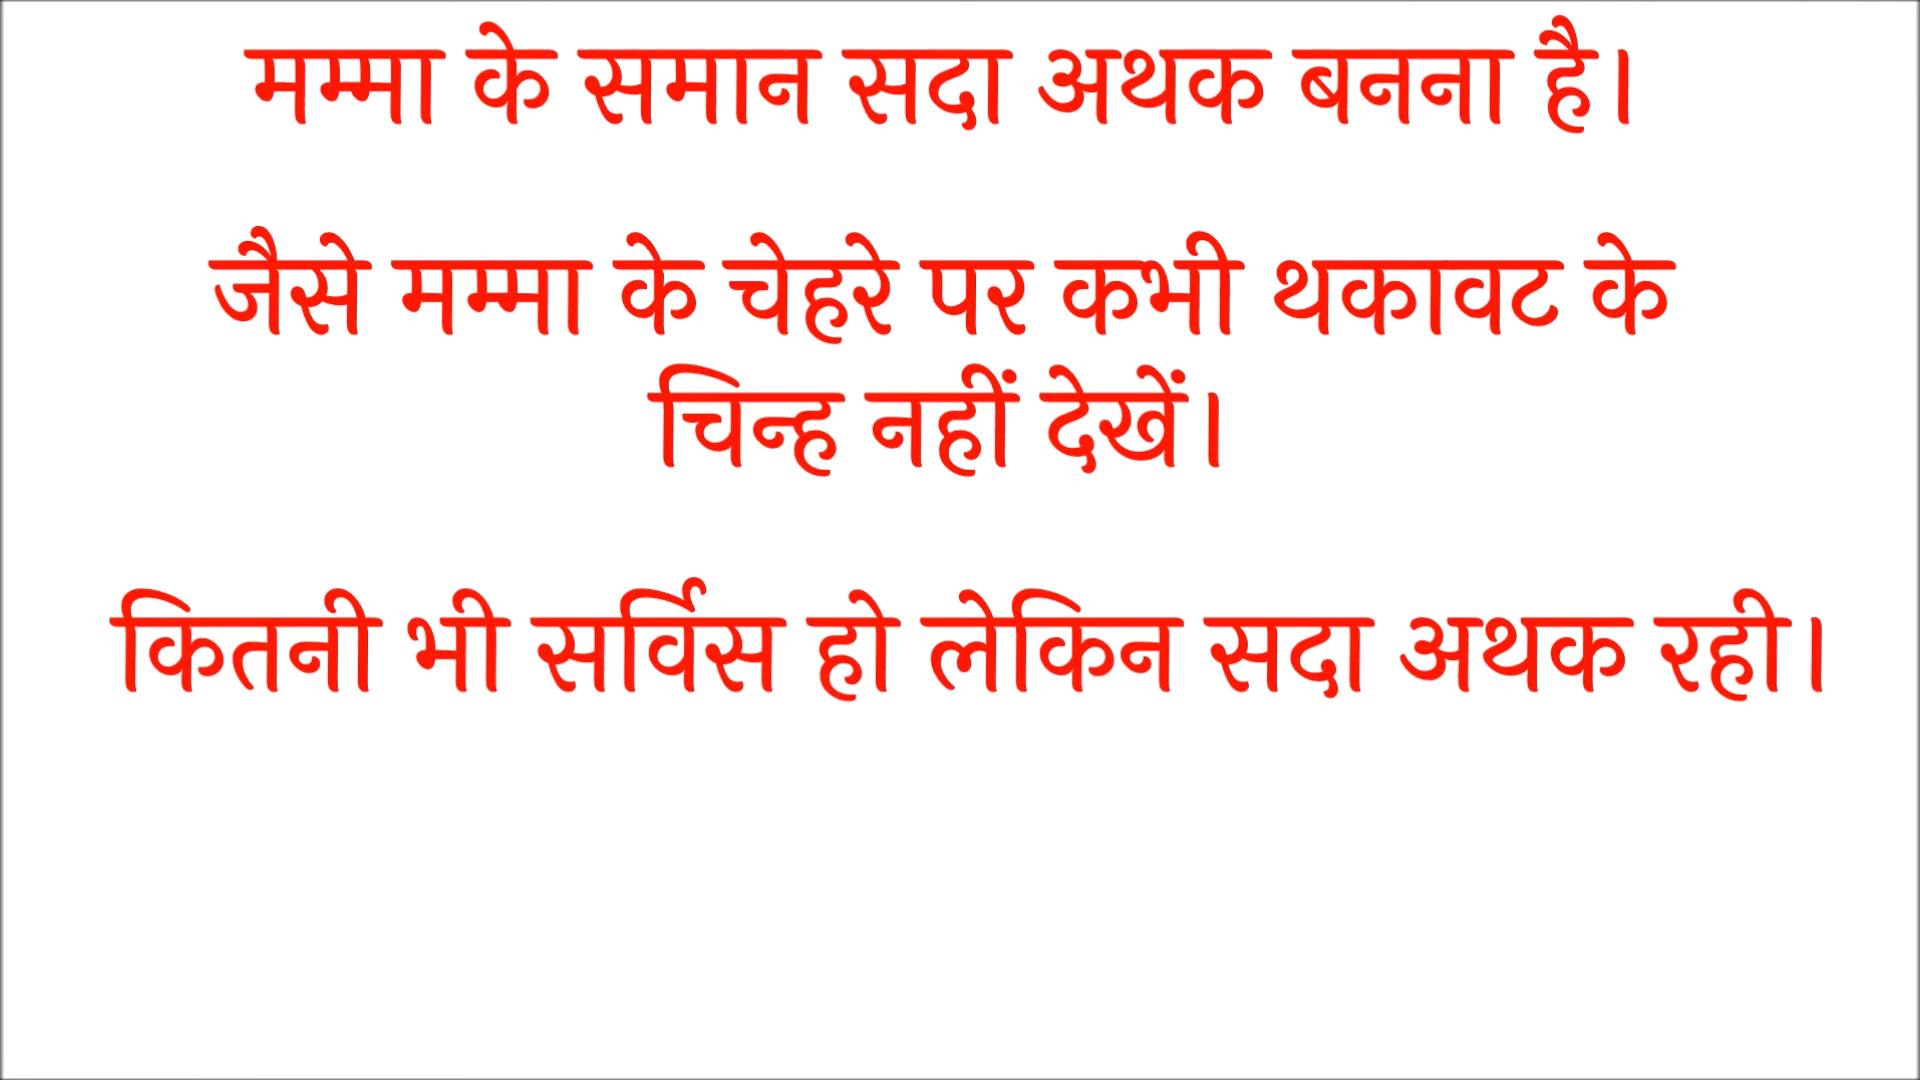 मम्मा के समान सदा अथक बनना है।
जैसे मम्मा के चेहरे पर कभी थकावट के
चिन्ह नहीं देखें।
कितनी भी सर्विस हो लेकिन सदा अथक रही।